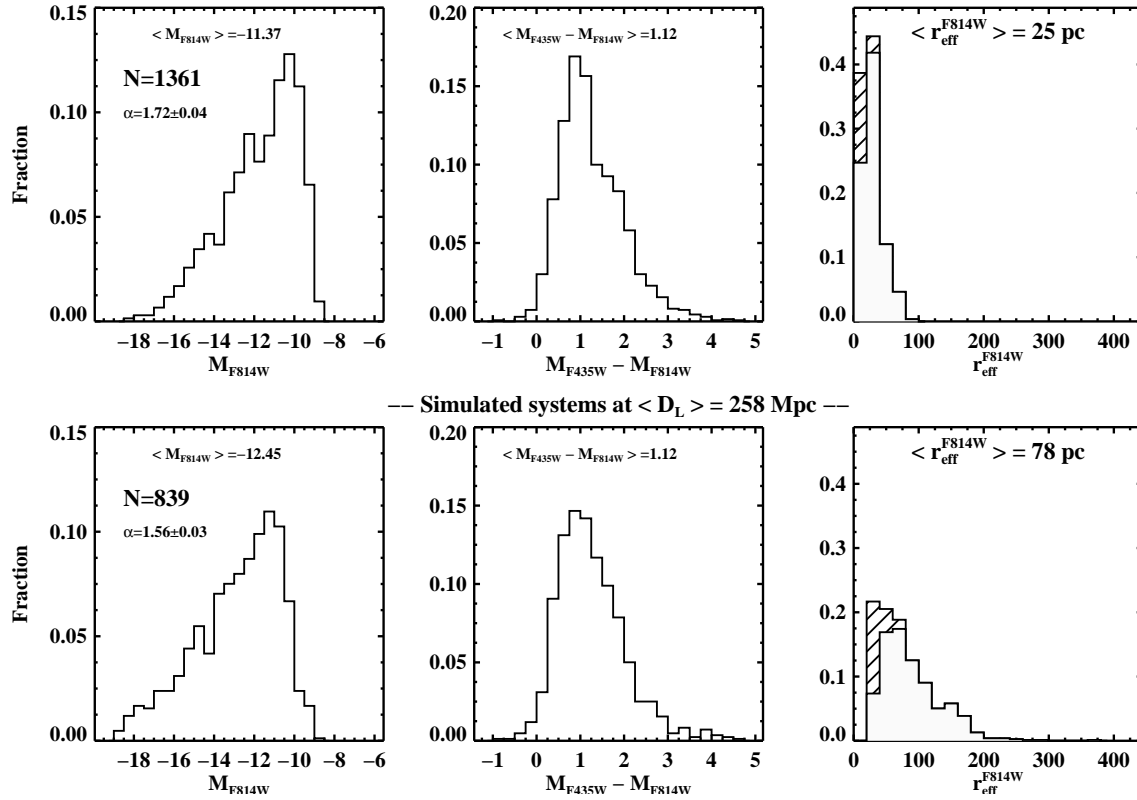 < M_F814W > =−11.37
N=1361
α=1.72±0.04
Fraction
0.15
0.10
0.05
0.00
−18 −16 −14 −12 −10 −8 −6
M_F814W
< M_F435W − M_F814W > =1.12
0.20
0.15
0.10
0.05
0.00
−1 0 1 2 3 4 5
M_F435W − M_F814W
< r_eff^F814W > = 25 pc
0.4
0.3
0.2
0.1
0.0
0 100 200 300 400
r_eff^F814W
−− Simulated systems at < D_L > = 258 Mpc −−
< M_F814W > =−12.45
N=839
α=1.56±0.03
Fraction
0.15
0.10
0.05
0.00
−18 −16 −14 −12 −10 −8 −6
M_F814W
< M_F435W − M_F814W > =1.12
0.20
0.15
0.10
0.05
0.00
−1 0 1 2 3 4 5
M_F435W − M_F814W
< r_eff^F814W > = 78 pc
0.4
0.3
0.2
0.1
0.0
0 100 200 300 400
r_eff^F814W